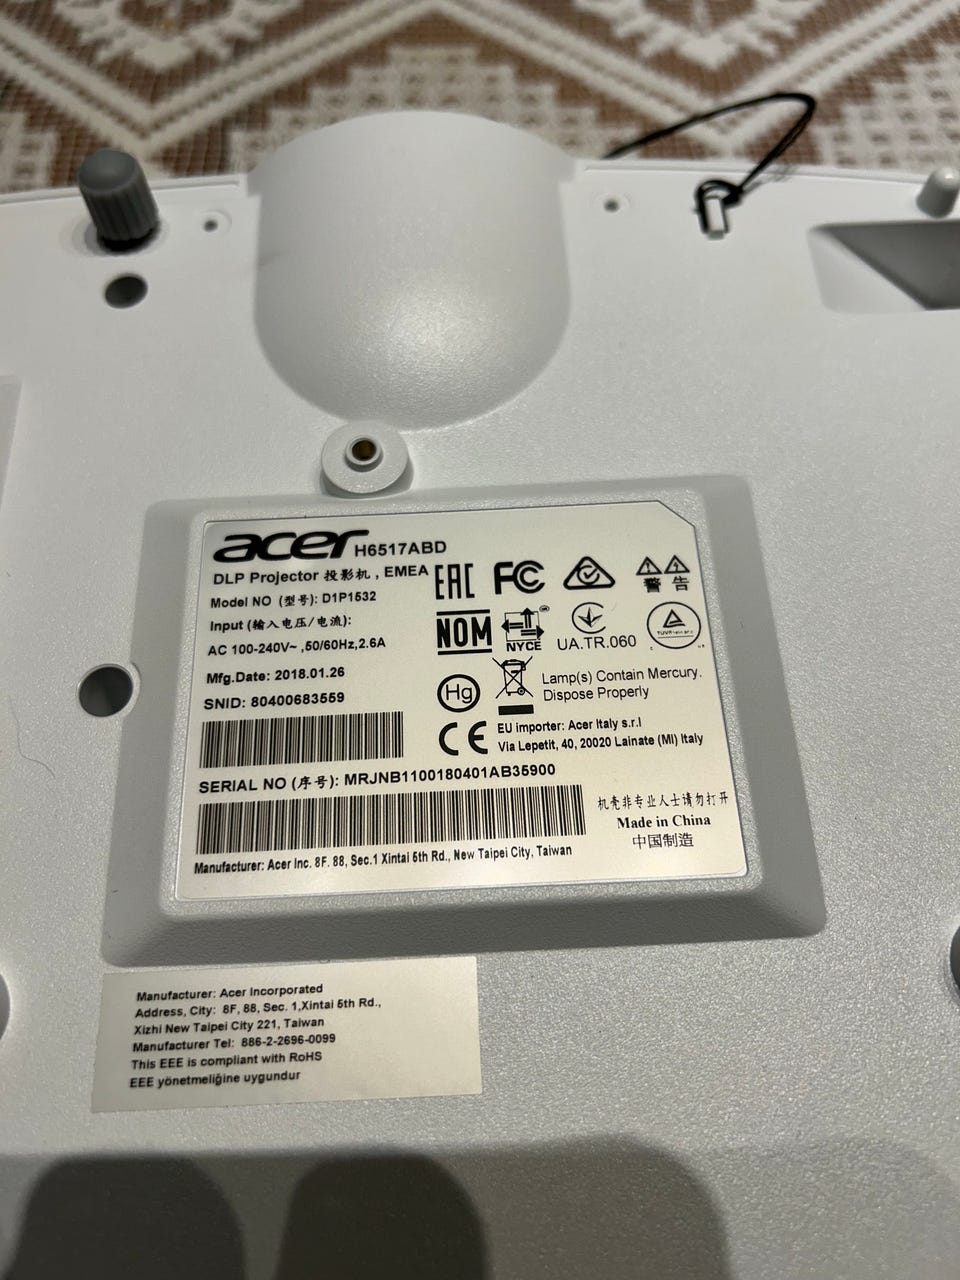 acer H6517ABD
DLP Projector 投影机 , EMEA
Model NO (型号): D1P1532
Input (输入电压/电流):
AC 100-240V~ ,50/60Hz,2.6A
Mfg.Date: 2018.01.26
SNID: 80400683559
EAC FC
警告
NOM NYCE UA.TR.060
Hg
Lamp(s) Contain Mercury.
Dispose Properly
CE
EU importer: Acer Italy s.r.l
Via Lepetit, 40, 20020 Lainate (MI) Italy
SERIAL NO (序号): MRJNB1100180401AB35900
机壳非专业人士请勿打开
Made in China
中国制造
Manufacturer: Acer Inc. 8F. 88, Sec.1 Xintai 5th Rd., New Taipei City, Taiwan
Manufacturer: Acer Incorporated
Address, City: 8F, 88, Sec. 1,Xintai 5th Rd.,
Xizhi New Taipei City 221, Taiwan
Manufacturer Tel: 886-2-2696-0099
This EEE is compliant with RoHS
EEE yönetmeliğine uygundur